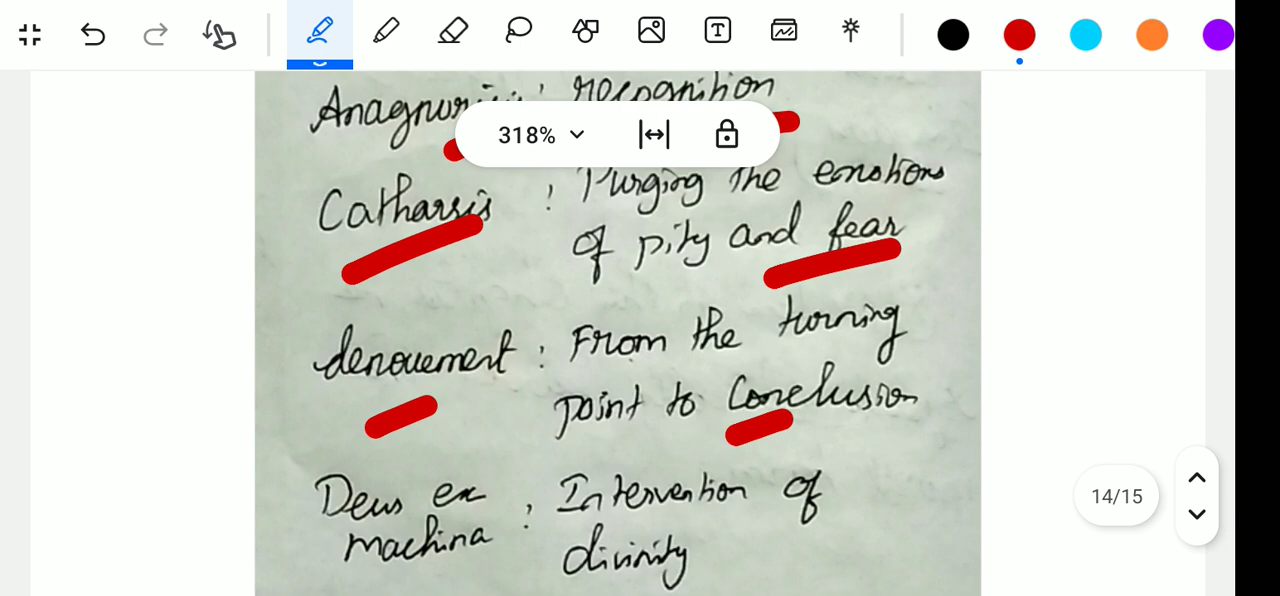 recognition
318%
Catharsis : Purging the emotions
of pity and fear
denouement : From the turning
point to Conclusion
Deus ex : Intervention of
machina divinity
14/15